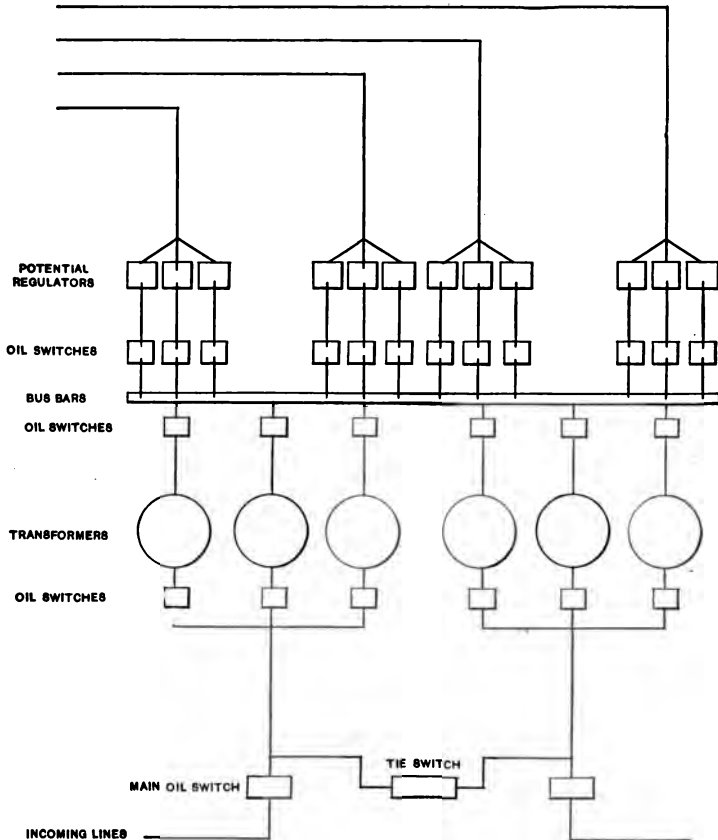 POTENTIAL
REGULATORS
OIL SWITCHES
BUS BARS
OIL SWITCHES
TRANSFORMERS
OIL SWITCHES
TIE SWITCH
MAIN OIL SWITCH
INCOMING LINES